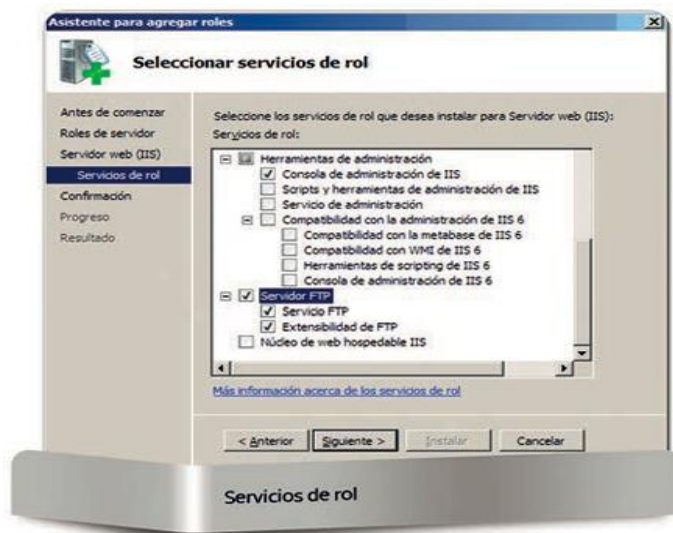 Asistente para agregar roles
Seleccionar servicios de rol
Antes de comenzar
Roles de servidor
Servidor web (IIS)
Servicios de rol
Confirmación
Progreso
Resultado
Seleccione los servicios de rol que desea instalar para Servidor web (IIS):
Servicios de rol:
Herramientas de administración
Consola de administración de IIS
Scripts y herramientas de administración de IIS
Servicio de administración
Compatibilidad con la administración de IIS 6
Compatibilidad con la metabase de IIS 6
Compatibilidad con WMI de IIS 6
Herramientas de scripting de IIS 6
Consola de administración de IIS 6
Servidor FTP
Servicio FTP
Extensibilidad de FTP
Núcleo de web hospedable IIS
Más información acerca de los servicios de rol
< Anterior
Siguiente >
Instalar
Cancelar
Servicios de rol